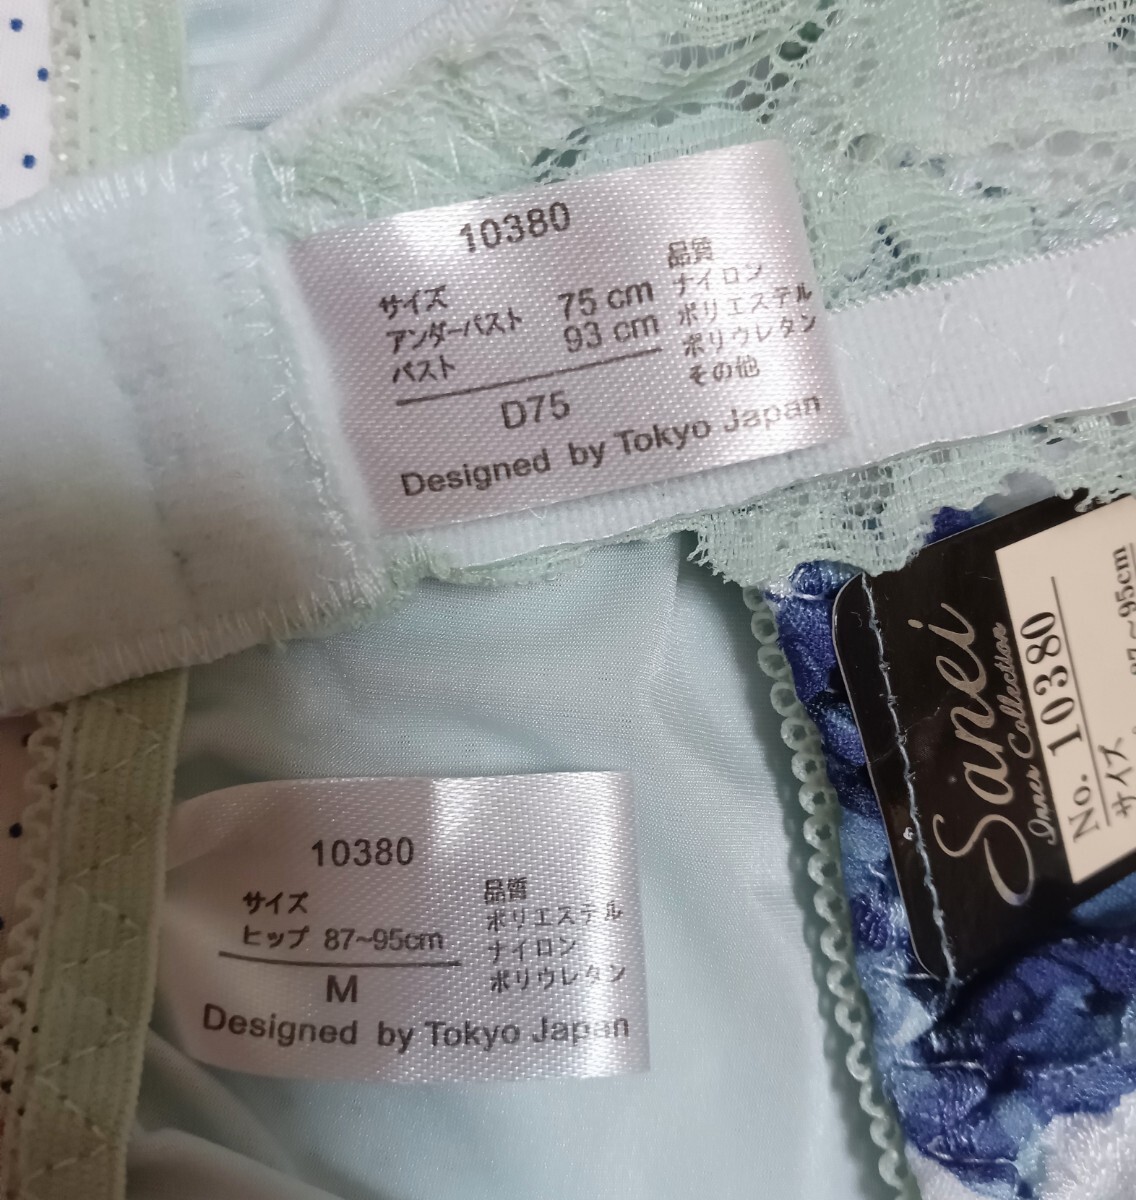 10380
サイズ
アンダーバスト 75 cm
バスト 93 cm
D75
品質
ナイロン
ポリエステル
ポリウレタン
その他
Designed by Tokyo Japan
10380
サイズ
ヒップ 87~95cm
M
品質
ポリエステル
ナイロン
ポリウレタン
Designed by Tokyo Japan
Sanei
Inner Collection
No. 10380
サイズ
87~95cm